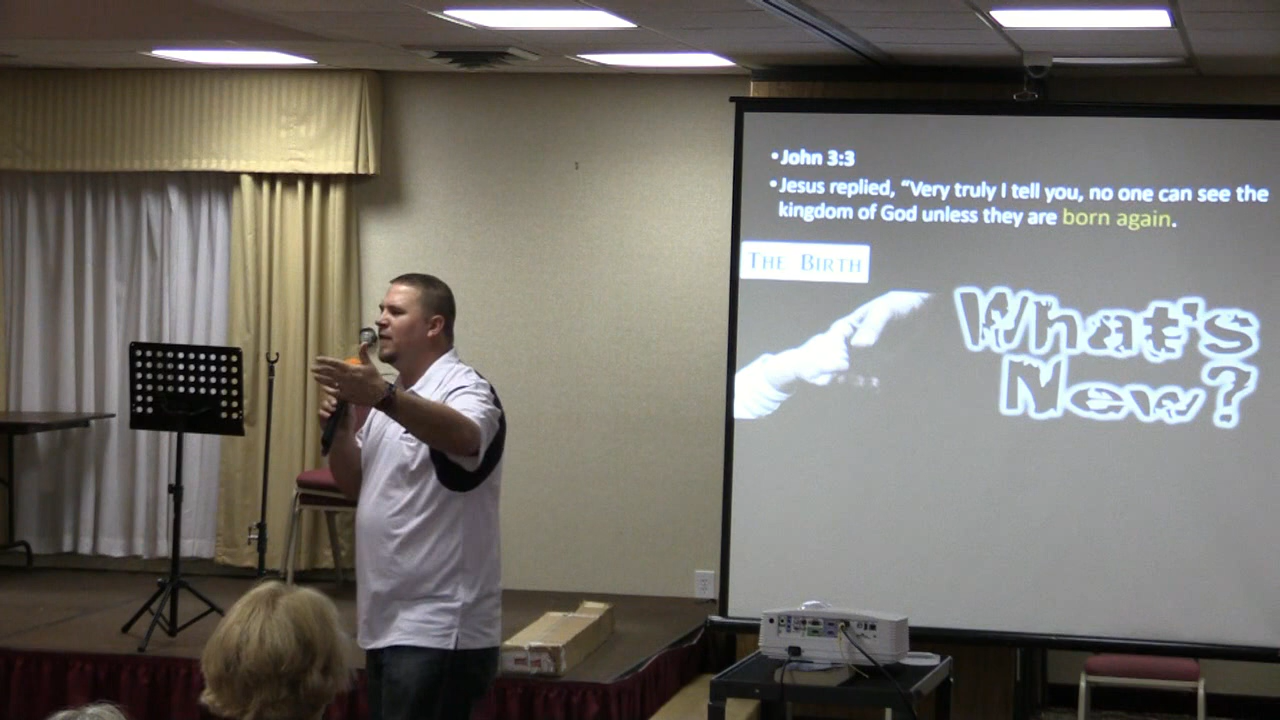 • John 3:3
• Jesus replied, “Very truly I tell you, no one can see the
kingdom of God unless they are born again.
THE BIRTH
What's
New?